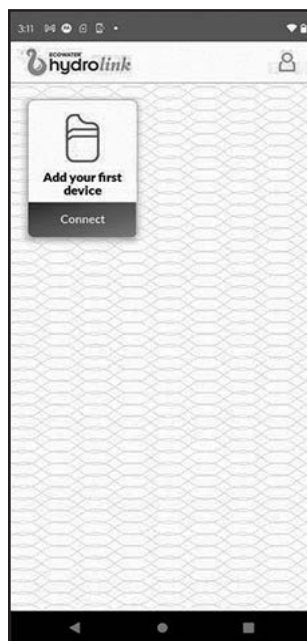 3:11
ECOWATER
hydrolink
Add your first
device
Connect